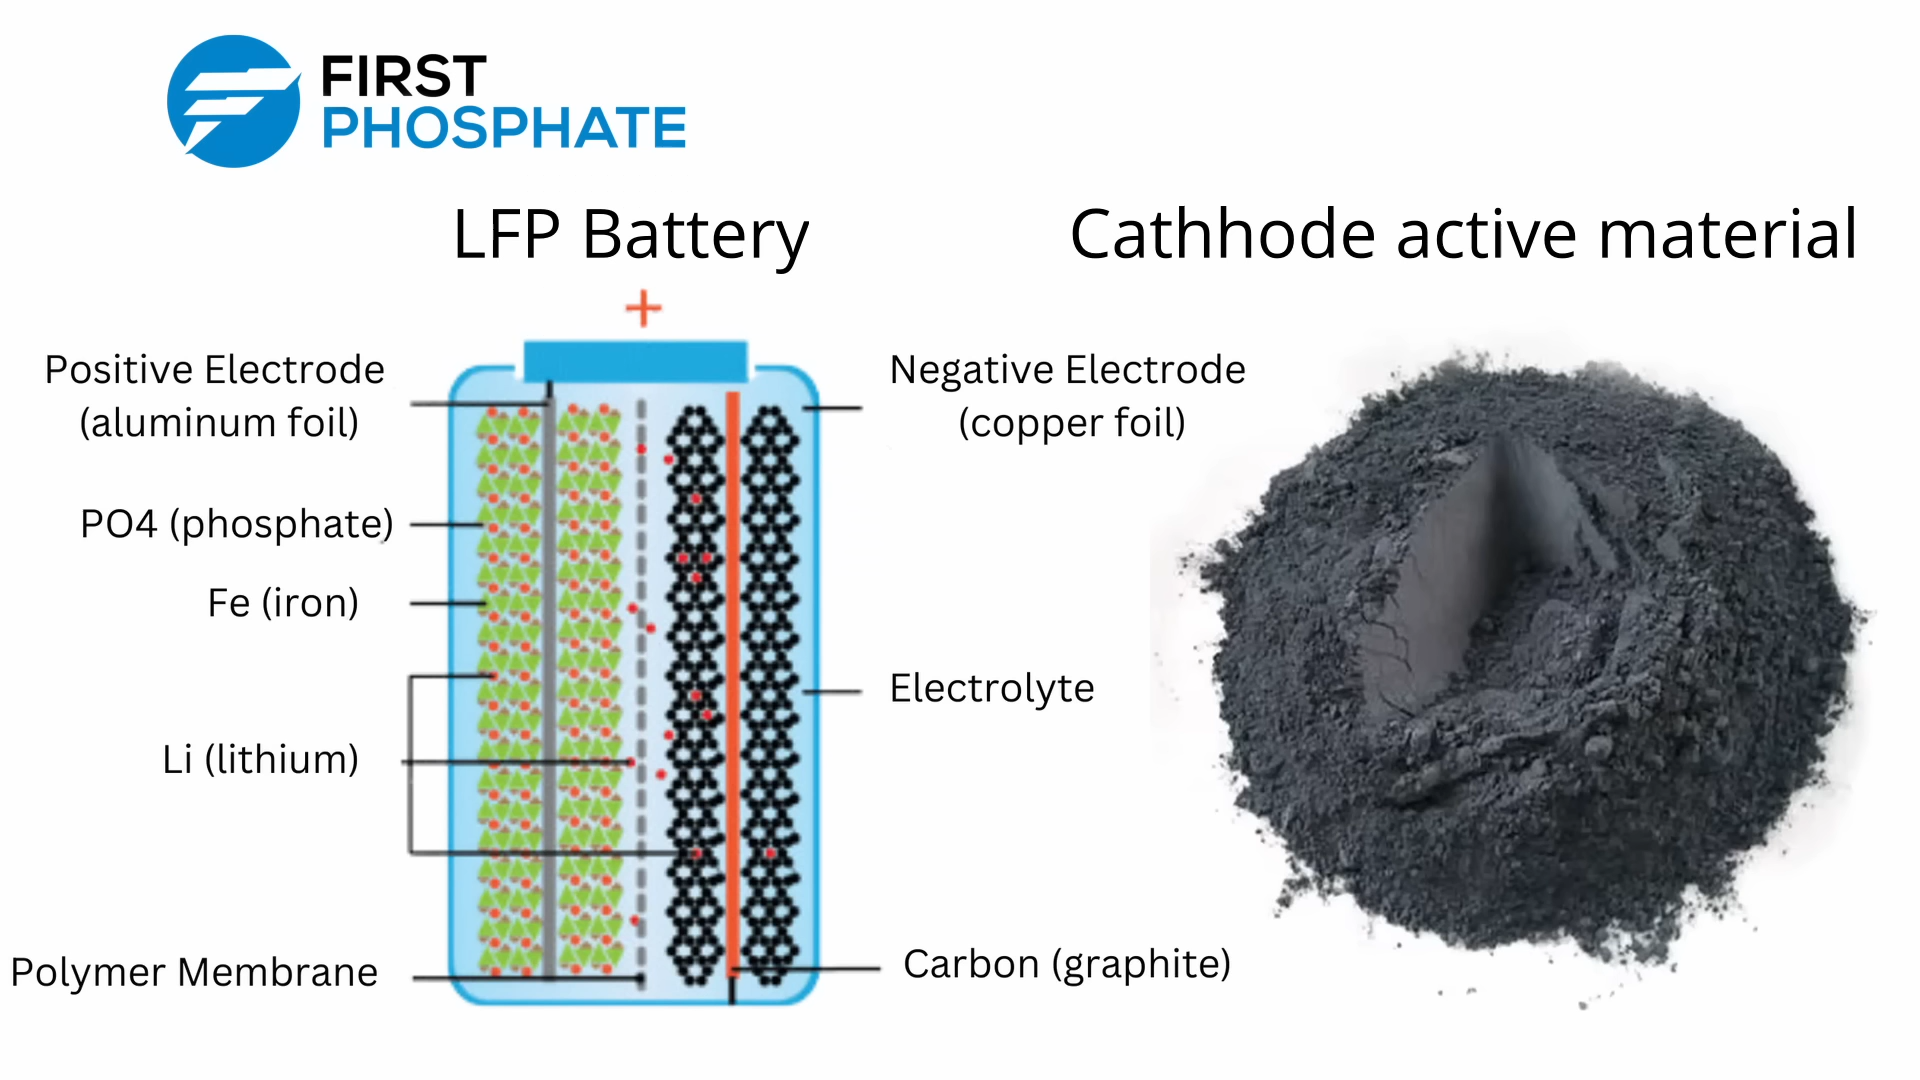 FIRST
PHOSPHATE
LFP Battery
Cathhode active material
+
Positive Electrode
(aluminum foil)
PO4 (phosphate)
Fe (iron)
Li (lithium)
Polymer Membrane
Negative Electrode
(copper foil)
Electrolyte
Carbon (graphite)